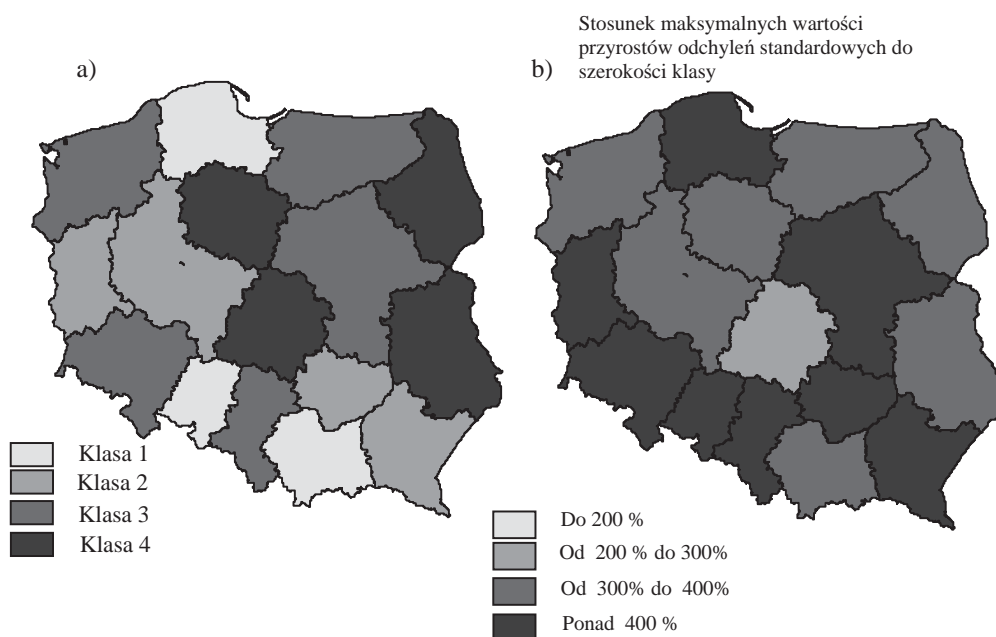 Stosunek maksymalnych wartości
przyrostów odchyleń standardowych do
szerokości klasy
a)
b)
Klasa 1
Klasa 2
Klasa 3
Klasa 4
Do 200 %
Od 200 % do 300%
Od 300% do 400%
Ponad 400 %